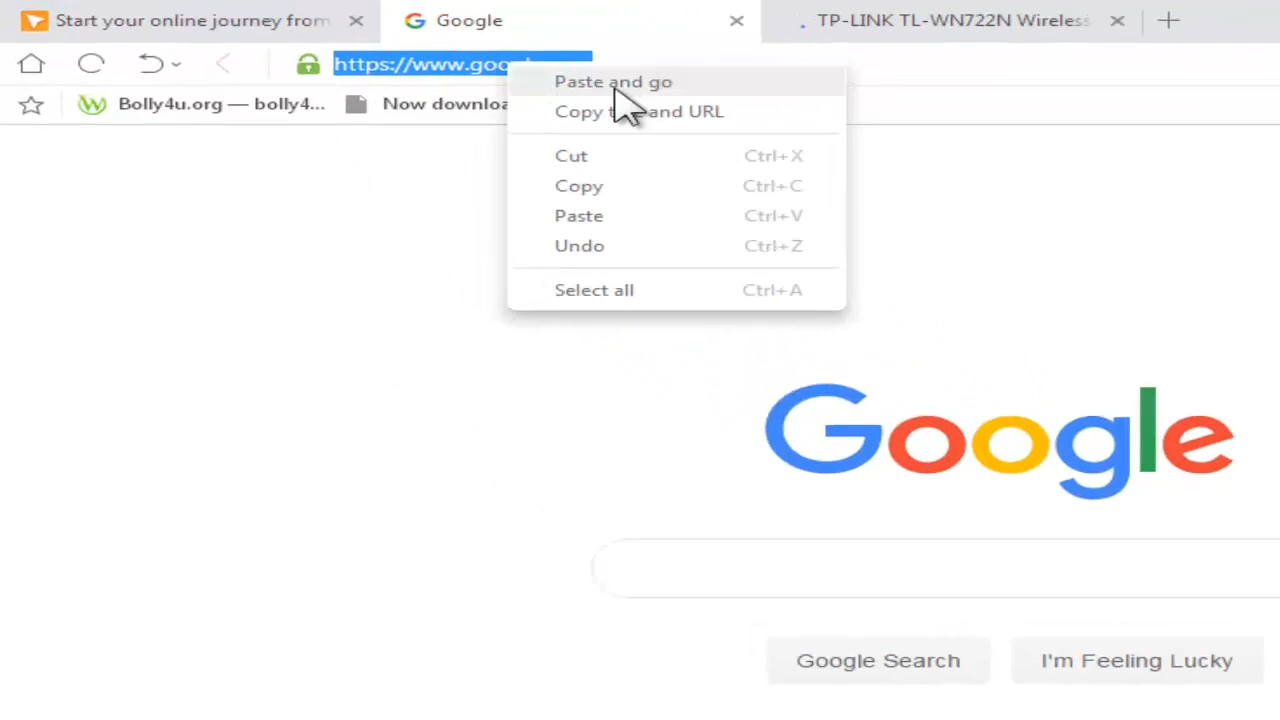 Start your online journey from
Google
TP-LINK TL-WN722N Wireless
https://www.goo
Bolly4u.org — bolly4...
Now downloa
Paste and go
Copy and URL
Cut Ctrl+X
Copy Ctrl+C
Paste Ctrl+V
Undo Ctrl+Z
Select all Ctrl+A
Google
Google Search
I'm Feeling Lucky